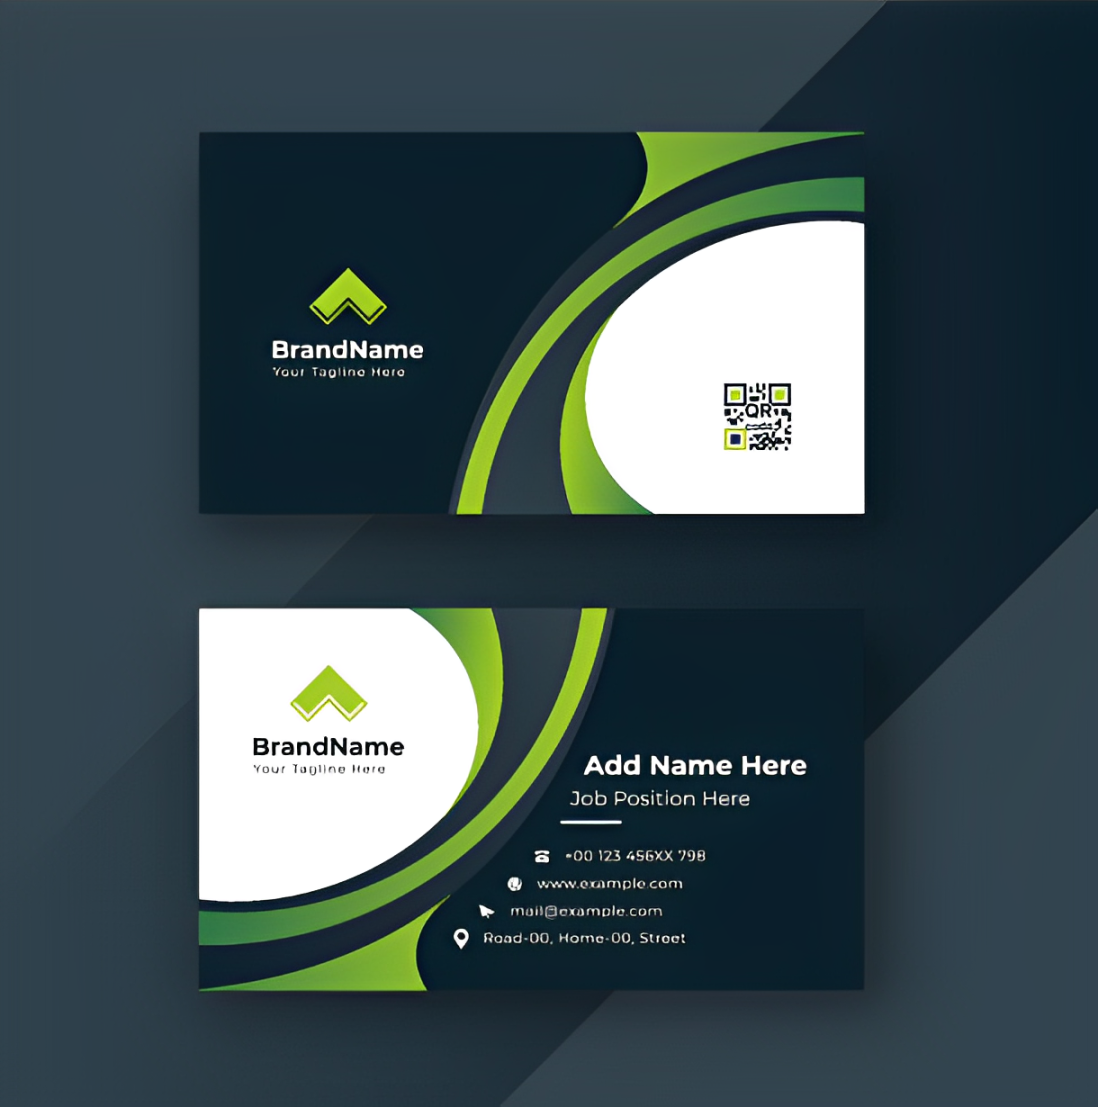 BrandName
Your Tagline Here
QR
BrandName
Your Tagline Here
Add Name Here
Job Position Here
+00 123 456XX 798
www.example.com
mail@example.com
Road-00, Home-00, Street